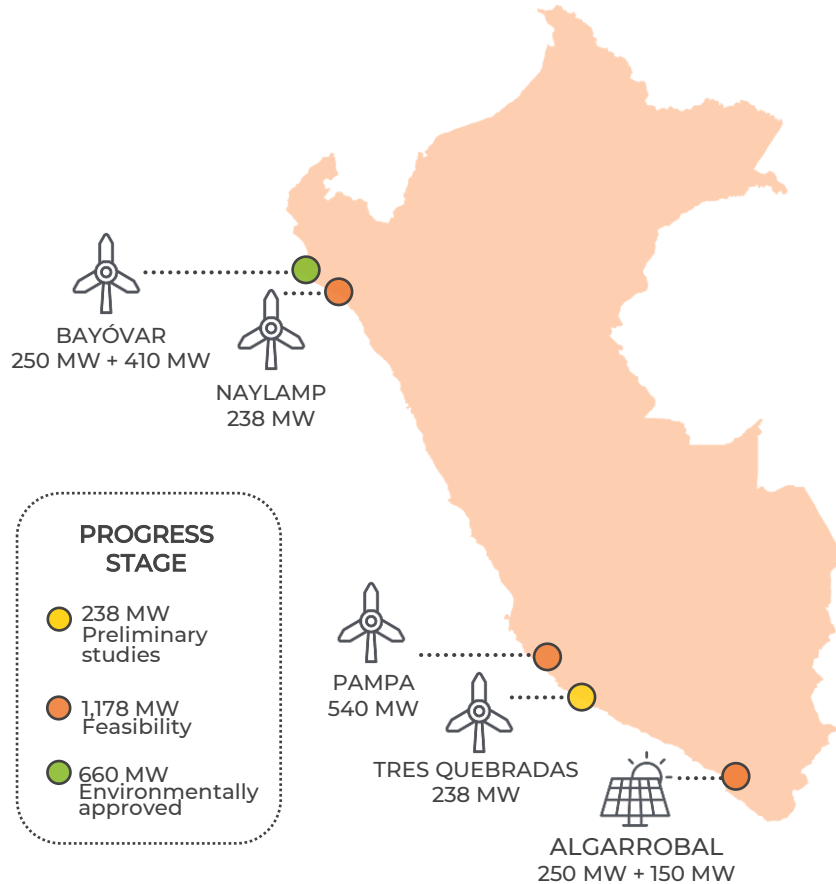 BAYÓVAR
250 MW + 410 MW
NAYLAMP
238 MW
PROGRESS
STAGE
238 MW
Preliminary
studies
1,178 MW
Feasibility
660 MW
Environmentally
approved
PAMPA
540 MW
TRES QUEBRADAS
238 MW
ALGARROBAL
250 MW + 150 MW